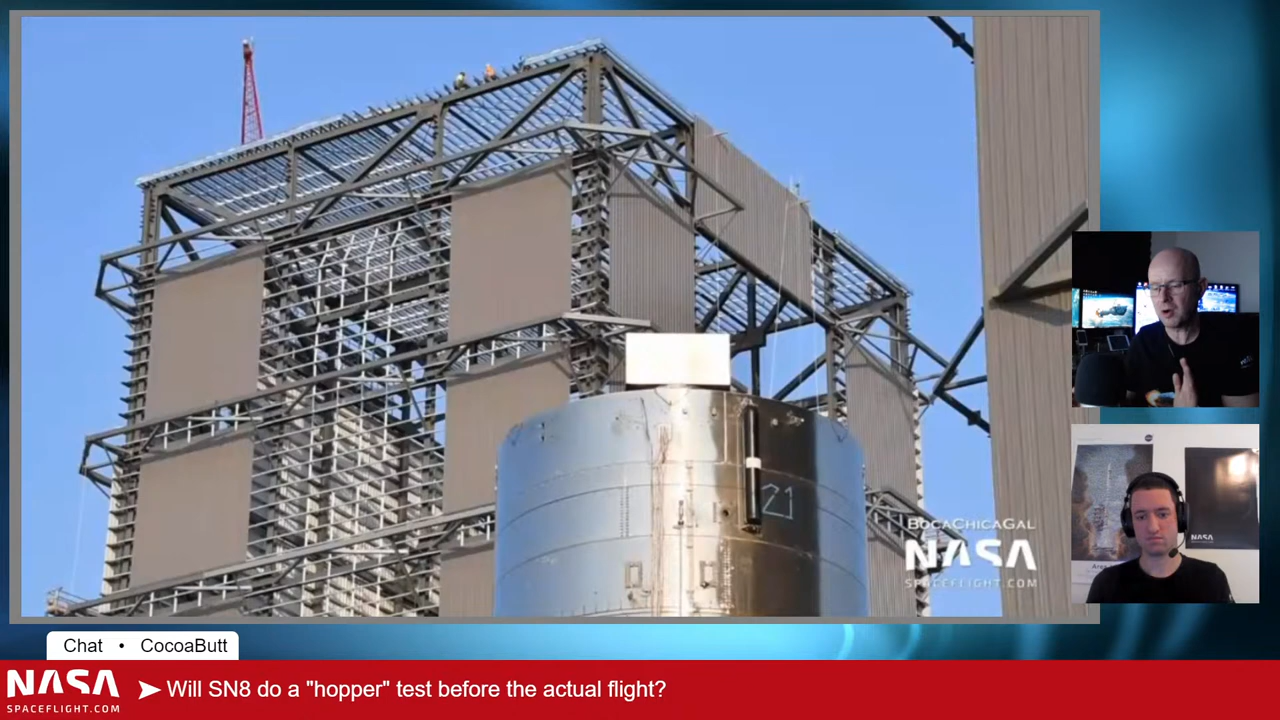 21
BOCACHICAGAL
NASA
SPACEFLIGHT.COM
NASA
Chat • CocoaButt
NASA
SPACEFLIGHT.COM
Will SN8 do a "hopper" test before the actual flight?